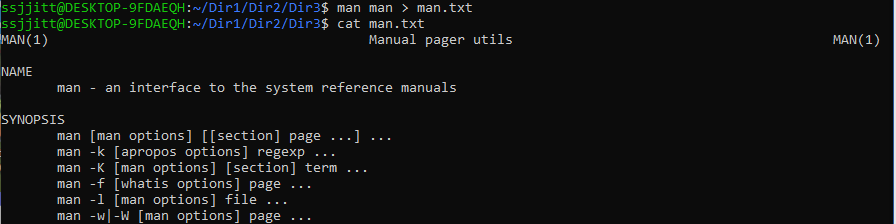 ssjjitt@DESKTOP-9FDAEQH:~/Dir1/Dir2/Dir3$ man man > man.txt
ssjjitt@DESKTOP-9FDAEQH:~/Dir1/Dir2/Dir3$ cat man.txt
MAN(1) Manual pager utils MAN(1)
NAME
man - an interface to the system reference manuals
SYNOPSIS
man [man options] [[section] page ...] ...
man -k [apropos options] regexp ...
man -K [man options] [section] term ...
man -f [whatis options] page ...
man -l [man options] file ...
man -w|-W [man options] page ...